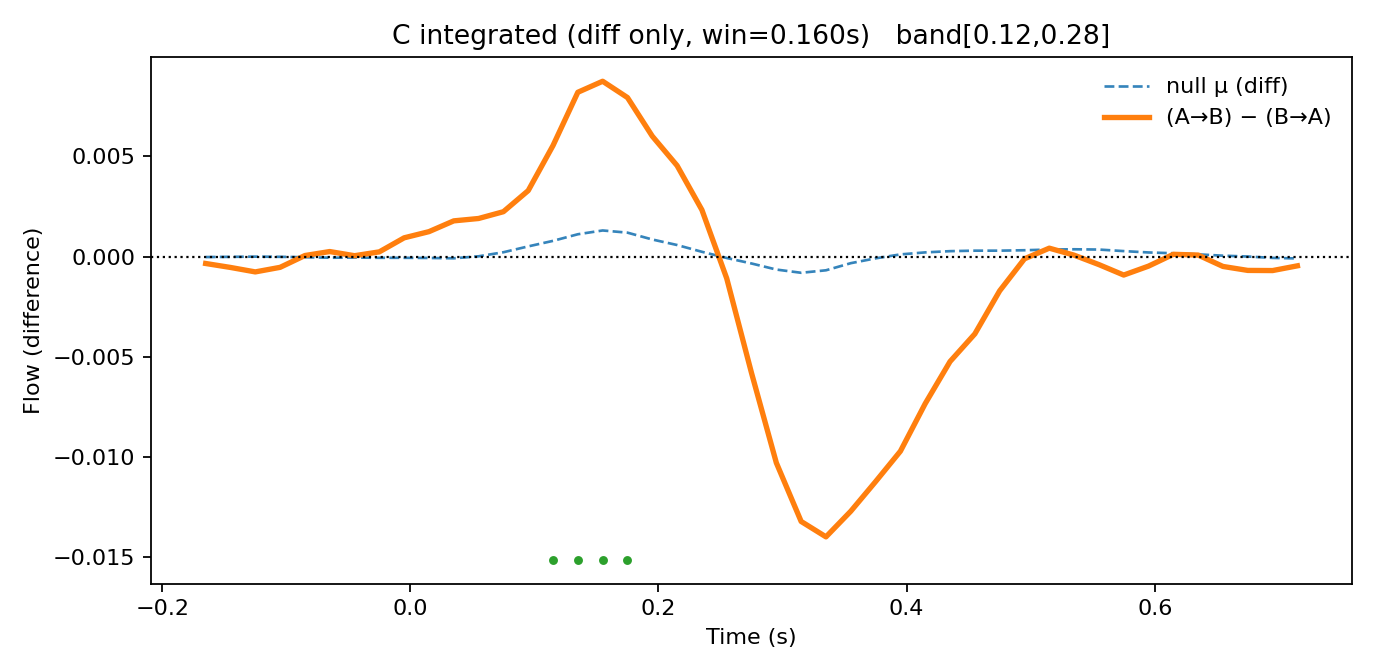 C integrated (diff only, win=0.160s)   band[0.12,0.28]
null μ (diff)
(A→B) − (B→A)
Flow (difference)
0.005
0.000
−0.005
−0.010
−0.015
−0.2
0.0
0.2
0.4
0.6
Time (s)